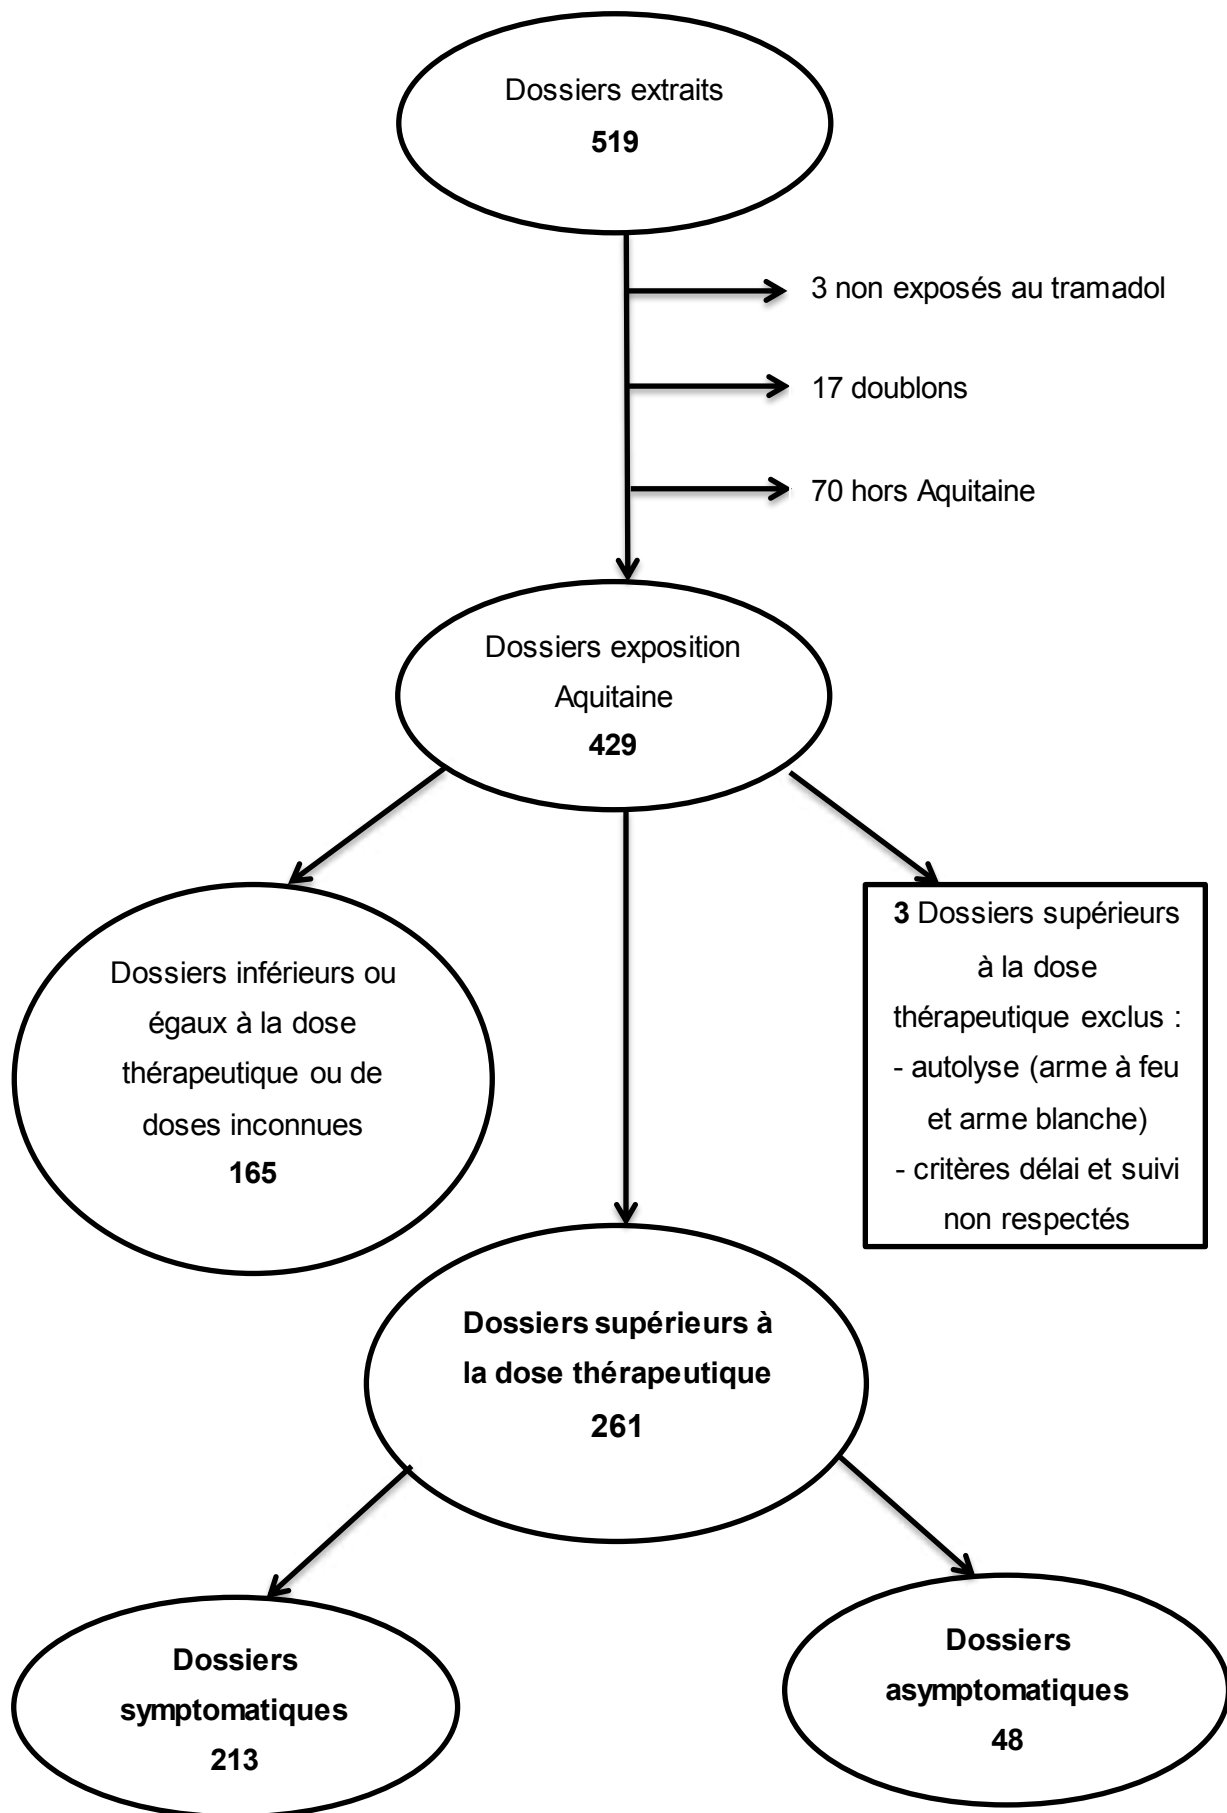 Dossiers extraits
519
3 non exposés au tramadol
17 doublons
70 hors Aquitaine
Dossiers exposition
Aquitaine
429
Dossiers inférieurs ou
égaux à la dose
thérapeutique ou de
doses inconnues
165
3 Dossiers supérieurs
à la dose
thérapeutique exclus :
- autolyse (arme à feu
et arme blanche)
- critères délai et suivi
non respectés
Dossiers supérieurs à
la dose thérapeutique
261
Dossiers
symptomatiques
213
Dossiers
asymptomatiques
48